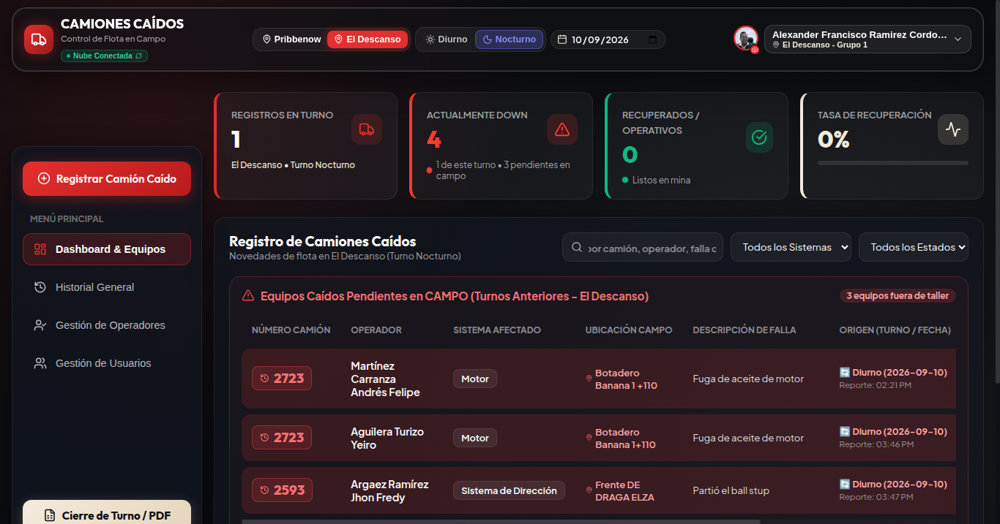 CAMIONES CAÍDOS
Control de Flota en Campo
Nube Conectada
Pribbenow
El Descanso
Diurno
Nocturno
10/09/2026
Alexander Francisco Ramirez Cordo...
El Descanso - Grupo 1
Registrar Camión Caído
MENÚ PRINCIPAL
Dashboard & Equipos
Historial General
Gestión de Operadores
Gestión de Usuarios
Cierre de Turno / PDF
REGISTROS EN TURNO
1
El Descanso • Turno Nocturno
ACTUALMENTE DOWN
4
1 de este turno • 3 pendientes en
campo
RECUPERADOS /
OPERATIVOS
0
Listos en mina
TASA DE RECUPERACIÓN
0%
Registro de Camiones Caídos
Novedades de flota en El Descanso (Turno Nocturno)
por camión, operador, falla o
Todos los Sistemas
Todos los Estados
Equipos Caídos Pendientes en CAMPO (Turnos Anteriores - El Descanso)
3 equipos fuera de taller
NÚMERO CAMIÓN OPERADOR SISTEMA AFECTADO UBICACIÓN CAMPO DESCRIPCIÓN DE FALLA ORIGEN (TURNO / FECHA)
2723
Martínez
Carranza
Andrés Felipe
Motor
Botadero
Banana 1 +110
Fuga de aceite de motor
Diurno (2026-09-10)
Reporte: 02:21 PM
2723
Aguilera Turizo
Yeiro
Motor
Botadero
Banana 1+110
Fuga de aceite de motor
Diurno (2026-09-10)
Reporte: 03:46 PM
2593
Argaez Ramírez
Jhon Fredy
Sistema de Dirección
Frente DE
DRAGA ELZA
Partió el ball stup
Diurno (2026-09-10)
Reporte: 03:47 PM